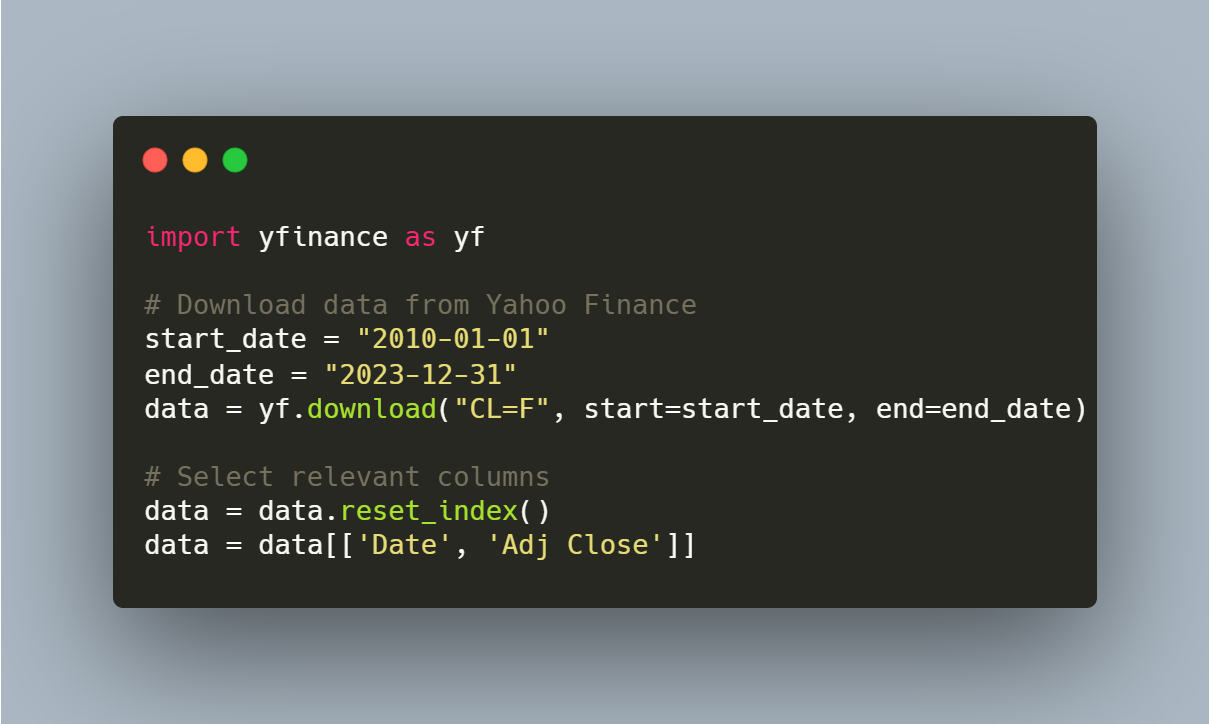 import yfinance as yf
# Download data from Yahoo Finance
start_date = "2010-01-01"
end_date = "2023-12-31"
data = yf.download("CL=F", start=start_date, end=end_date)
# Select relevant columns
data = data.reset_index()
data = data[['Date', 'Adj Close']]